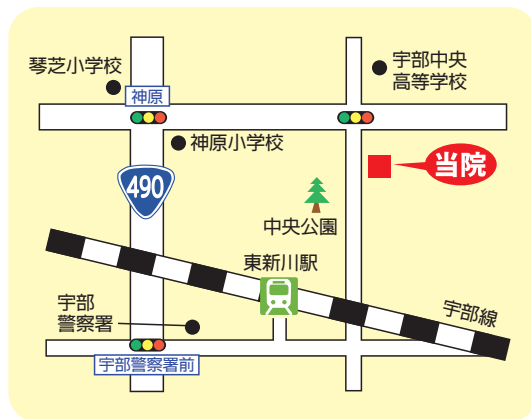 琴芝小学校
神原
宇部中央
高等学校
神原小学校
当院
490
中央公園
東新川駅
宇部
警察署
宇部線
宇部警察署前